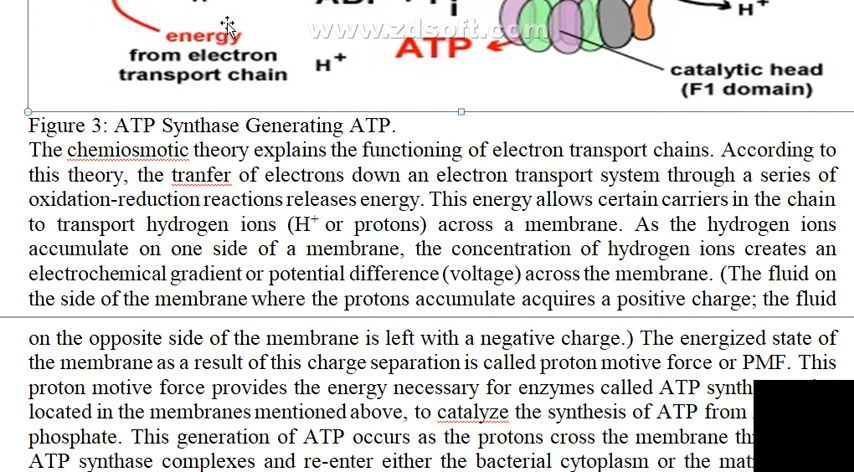 energy
from electron
transport chain
H+
www.zdsoft.com
ATP
H+
catalytic head
(F1 domain)
Figure 3: ATP Synthase Generating ATP.
The chemiosmotic theory explains the functioning of electron transport chains. According to
this theory, the tranfer of electrons down an electron transport system through a series of
oxidation-reduction reactions releases energy. This energy allows certain carriers in the chain
to transport hydrogen ions (H+ or protons) across a membrane. As the hydrogen ions
accumulate on one side of a membrane, the concentration of hydrogen ions creates an
electrochemical gradient or potential difference (voltage) across the membrane. (The fluid on
the side of the membrane where the protons accumulate acquires a positive charge; the fluid
on the opposite side of the membrane is left with a negative charge.) The energized state of
the membrane as a result of this charge separation is called proton motive force or PMF. This
proton motive force provides the energy necessary for enzymes called ATP
located in the membranes mentioned above, to catalyze the synthesis of ATP from
phosphate. This generation of ATP occurs as the protons cross the membrane
ATP synthase complexes and re-enter either the bacterial cytoplasm or the